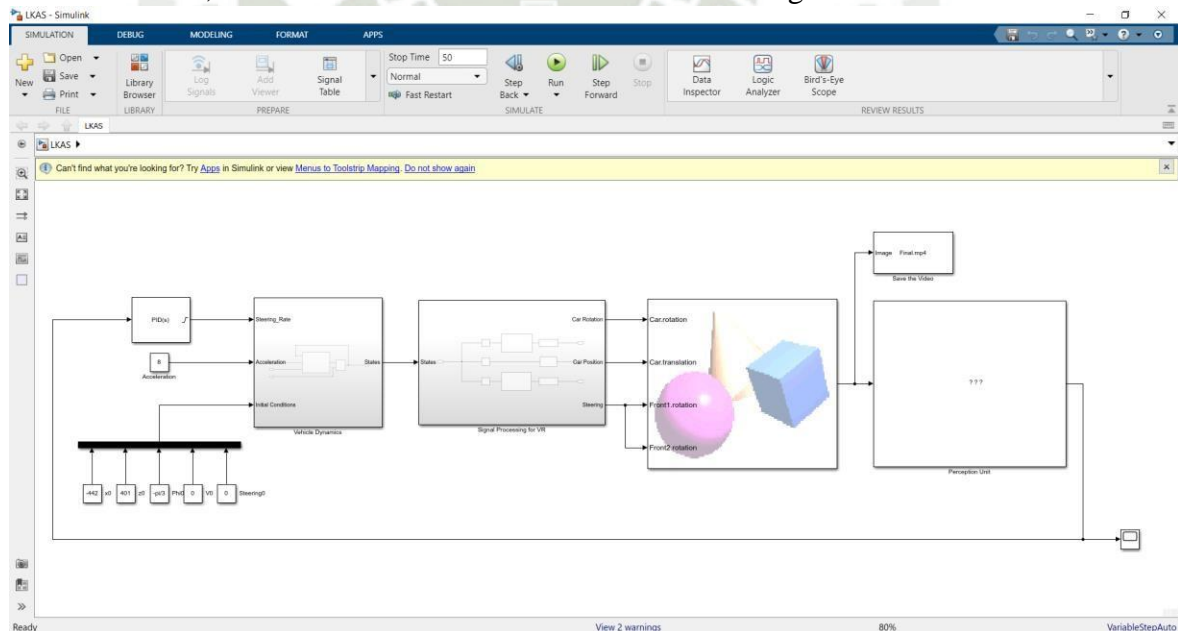 LKAS - Simulink
SIMULATION DEBUG MODELING FORMAT APPS
New
Open
Save
Print
FILE
Library Browser
LIBRARY
Log Signals
Add Viewer
Signal Table
PREPARE
Stop Time 50
Normal
Fast Restart
Step Back
Run
Step Forward
Stop
SIMULATE
Data Inspector
Logic Analyzer
Bird's-Eye Scope
REVIEW RESULTS
LKAS
LKAS
Can't find what you're looking for? Try Apps in Simulink or view Menus to Toolstrip Mapping. Do not show again
Image Final.mp4
Save the Video
PID(s)
Steering_Rate
Acceleration
Initial Conditions
States
Vehicle Dynamics
Acceleration
States
Car Rotation
Car Position
Steering
Signal Processing for VR
Car.rotation
Car.translation
Front1.rotation
Front2.rotation
???
Perception Unit
-442 x0 401 z0 -pi/3 Phi0 0 V0 0 Steering0
Ready View 2 warnings 80% VariableStepAuto